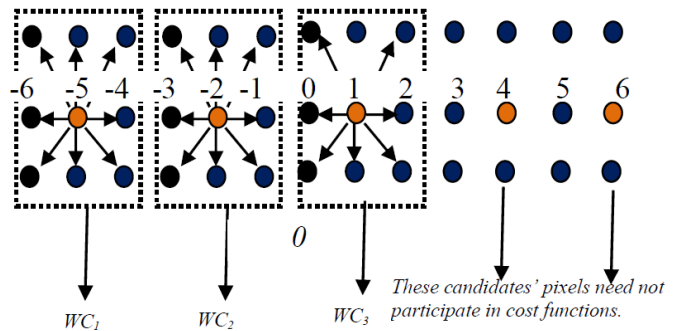 -6 -5 -4 -3 -2 -1 0 1 2 3 4 5 6
0
These candidates' pixels need not
participate in cost functions.
WC1 WC2 WC3